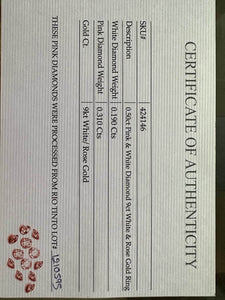 CERTIFICATE OF AUTHENTICITY
SKU# 424146
Description 0.50ct Pink & White Diamond 9ct White & Rose Gold Ring
White Diamond Weight 0.190 Cts
Pink Diamond Weight 0.310 Cts
Gold Ct. 9kt White/ Rose Gold
THESE PINK DIAMONDS WERE PROCESSED FROM RIO TINTO LOT#